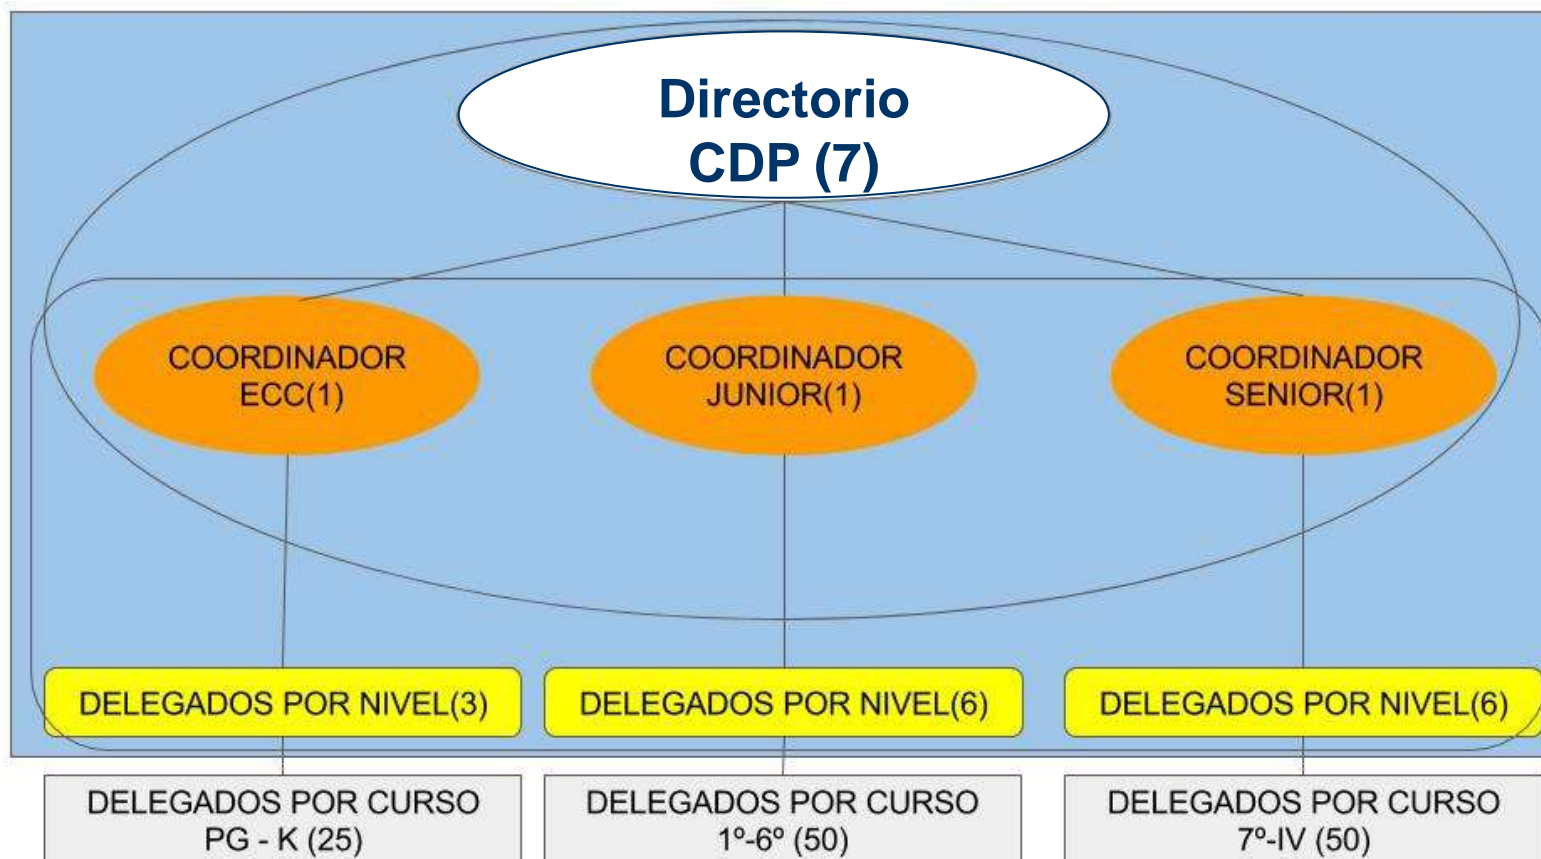 Directorio
CDP (7)
COORDINADOR
ECC(1)
COORDINADOR
JUNIOR(1)
COORDINADOR
SENIOR(1)
DELEGADOS POR NIVEL(3)
DELEGADOS POR NIVEL(6)
DELEGADOS POR NIVEL(6)
DELEGADOS POR CURSO
PG - K (25)
DELEGADOS POR CURSO
1º-6º (50)
DELEGADOS POR CURSO
7º-IV (50)